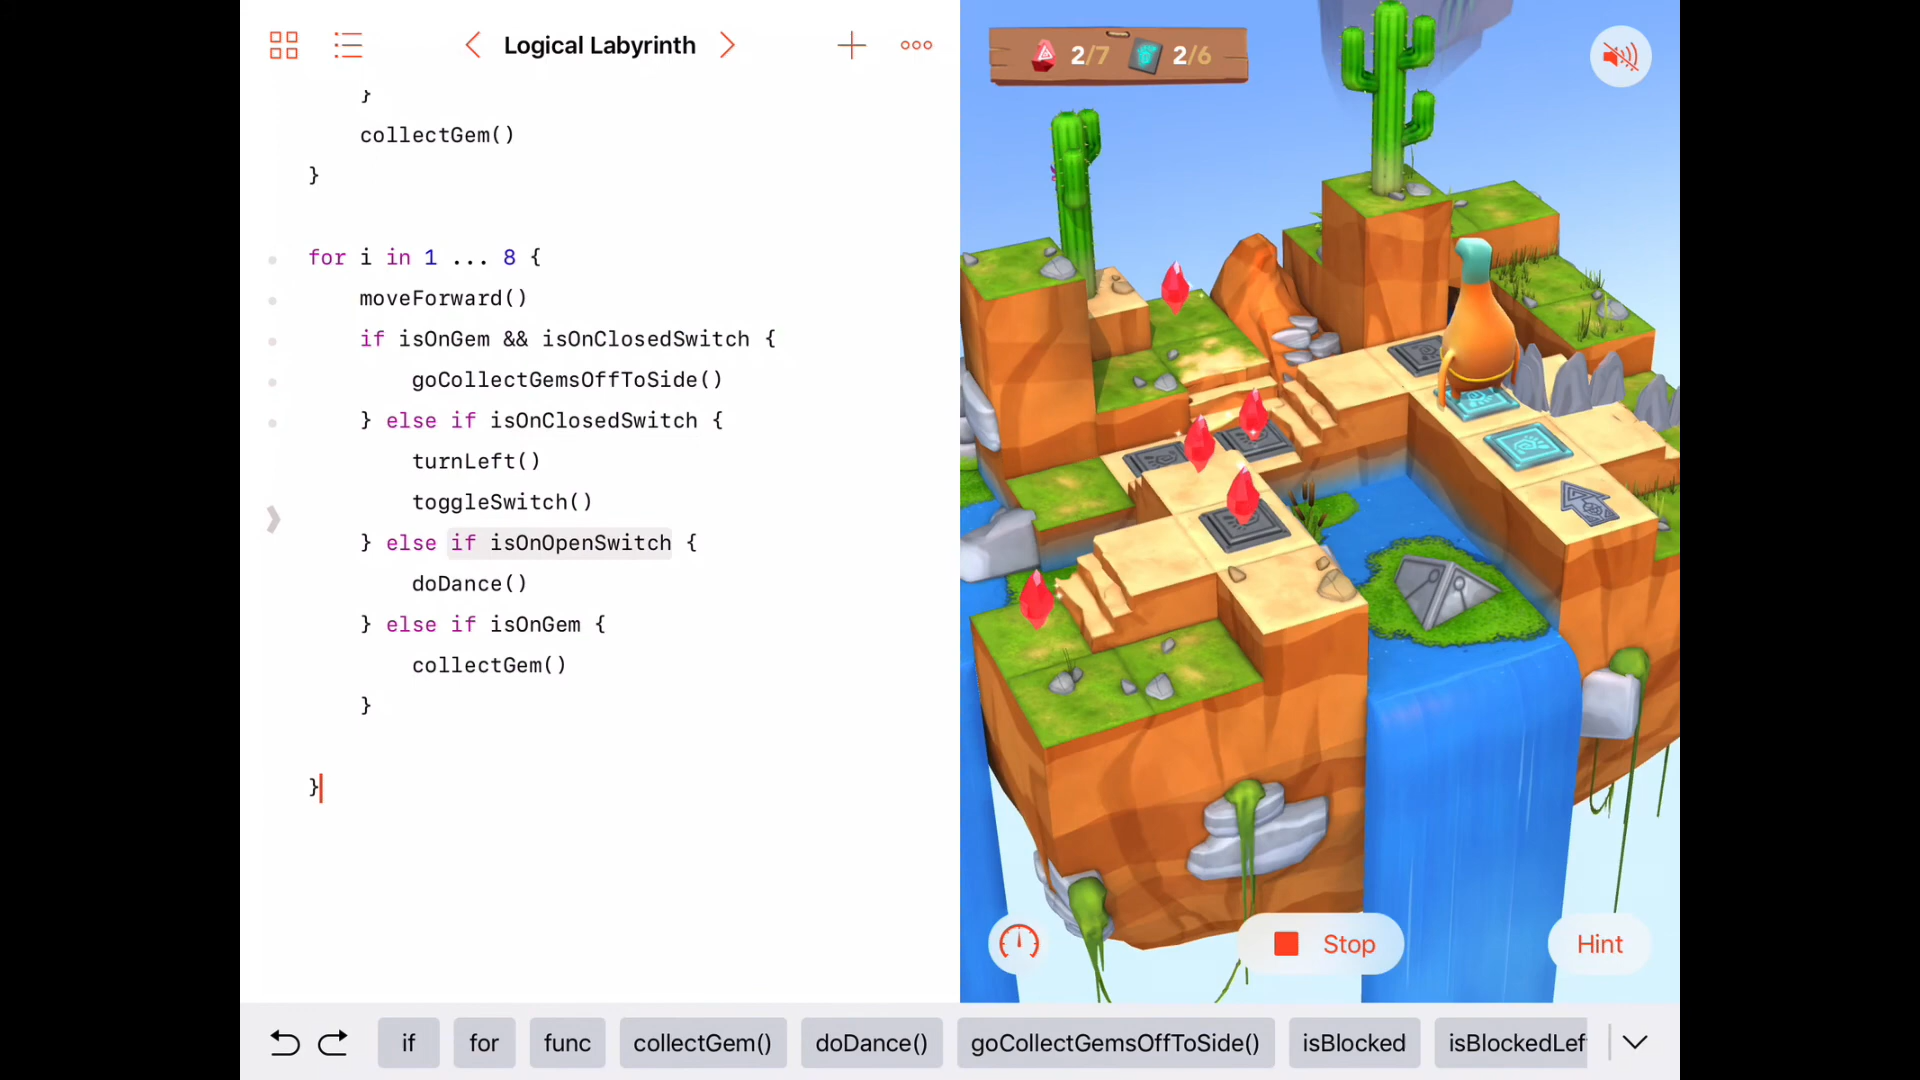 Logical Labyrinth
}
collectGem()
}
for i in 1 ... 8 {
moveForward()
if isOnGem && isOnClosedSwitch {
goCollectGemsOffToSide()
} else if isOnClosedSwitch {
turnLeft()
toggleSwitch()
} else if isOnOpenSwitch {
doDance()
} else if isOnGem {
collectGem()
}
}
2/7 2/6
Stop
Hint
if for func collectGem() doDance() goCollectGemsOffToSide() isBlocked isBlockedLef